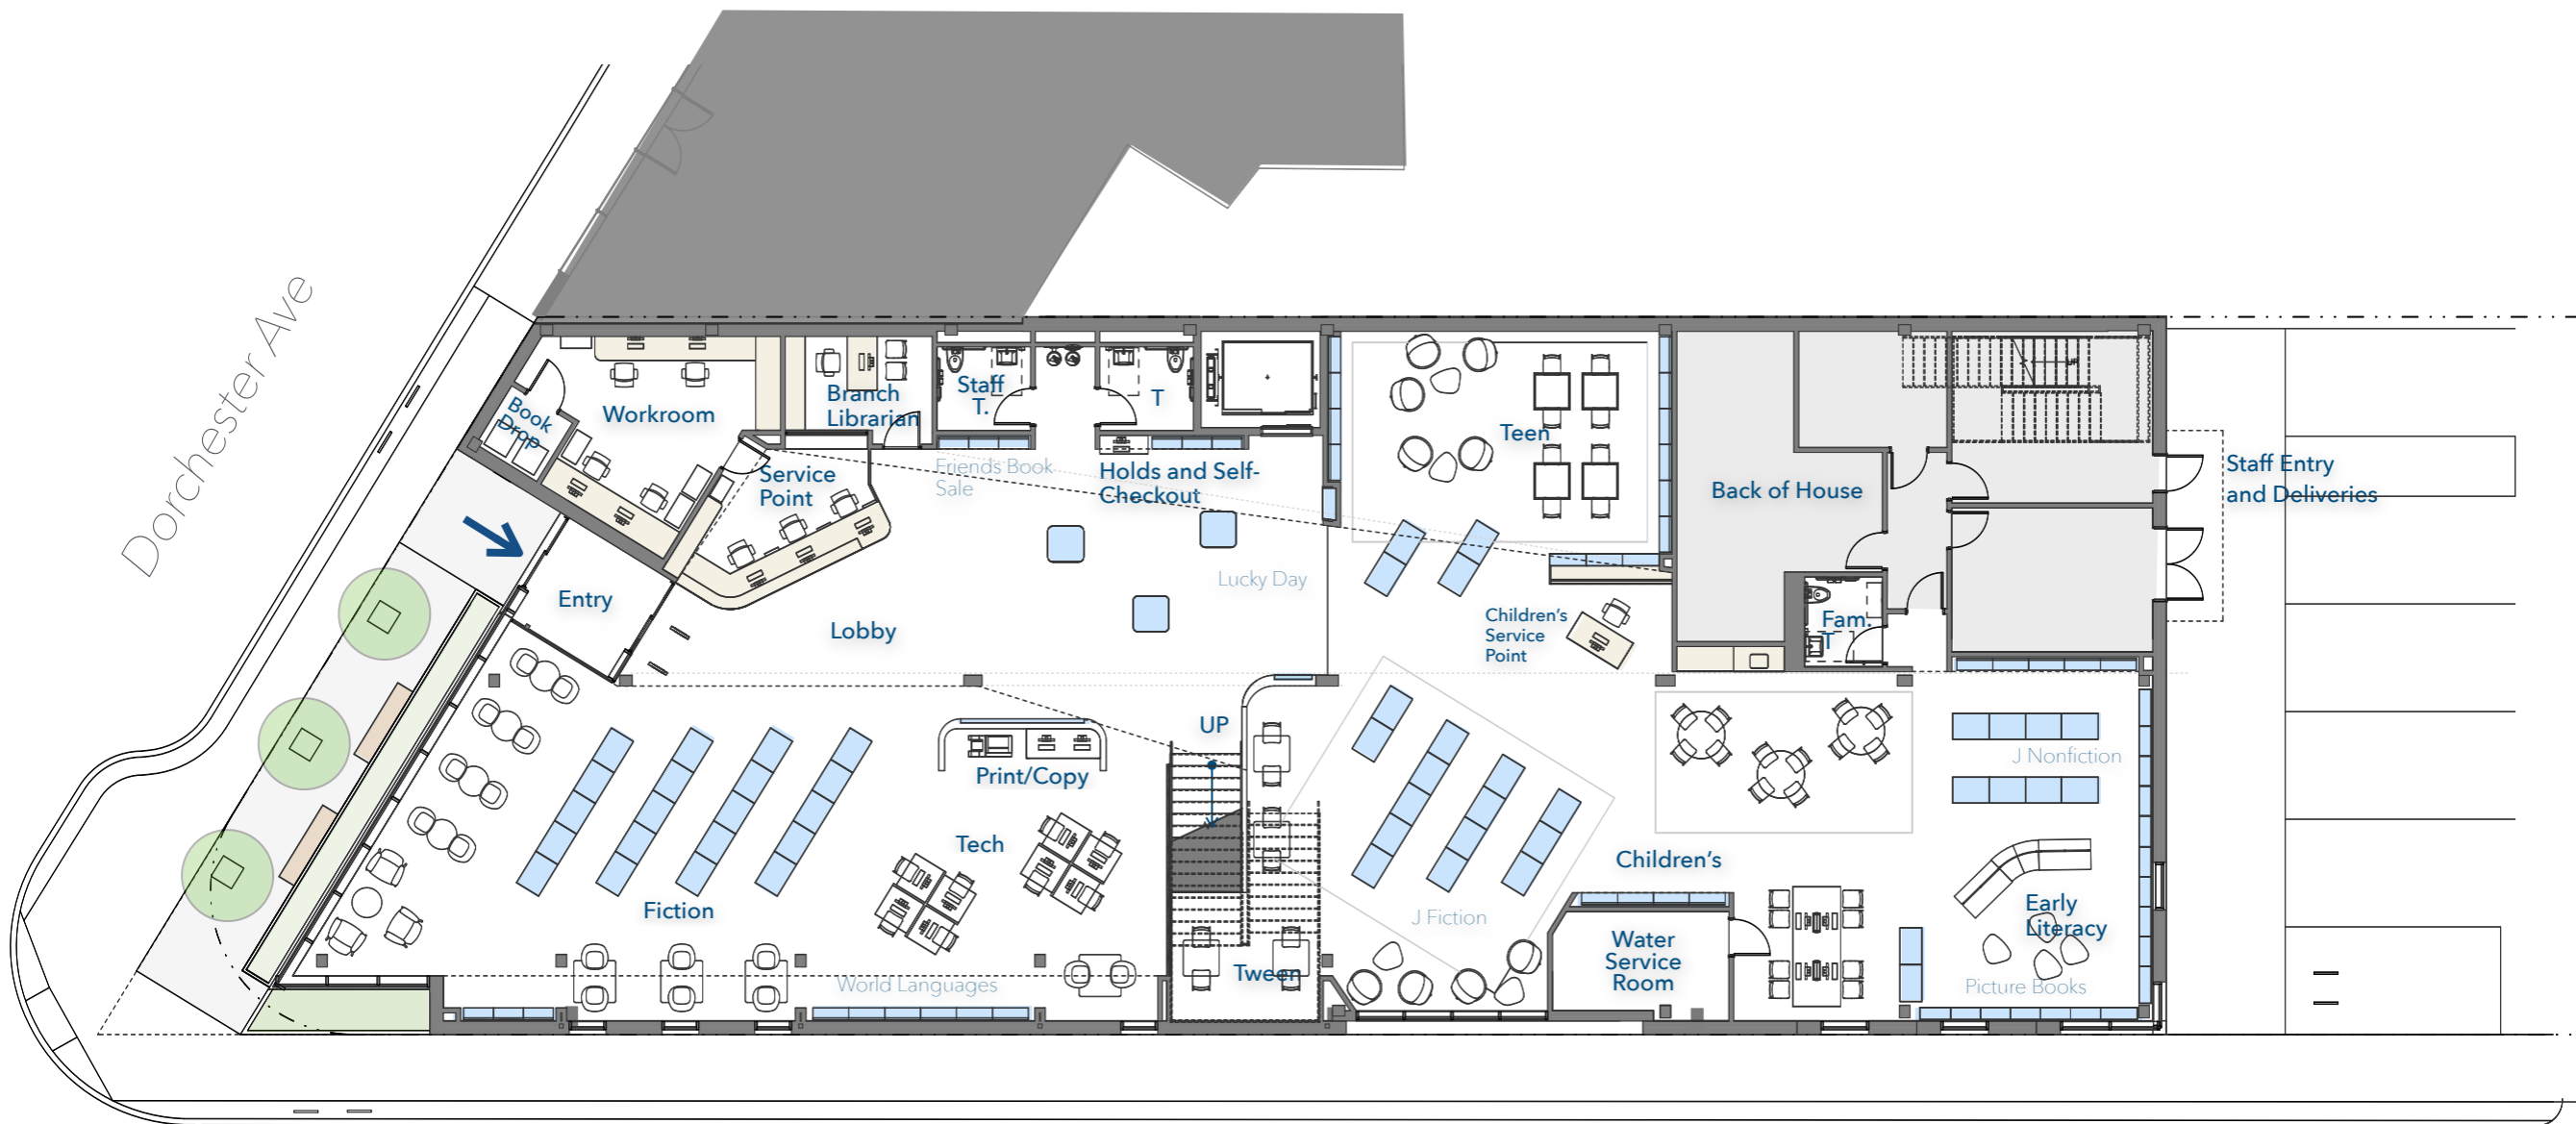 Dorchester Ave
Book
Drop
Workroom
Branch
Librarian
Staff
T.
T
Service
Point
Friends Book
Sale
Holds and Self-
Checkout
Teen
Back of House
Staff Entry
and Deliveries
Entry
Lobby
Lucky Day
Children's
Service
Point
Fam.
T
UP
Print/Copy
Tech
Fiction
World Languages
Tween
J Fiction
Children's
Water
Service
Room
J Nonfiction
Early
Literacy
Picture Books